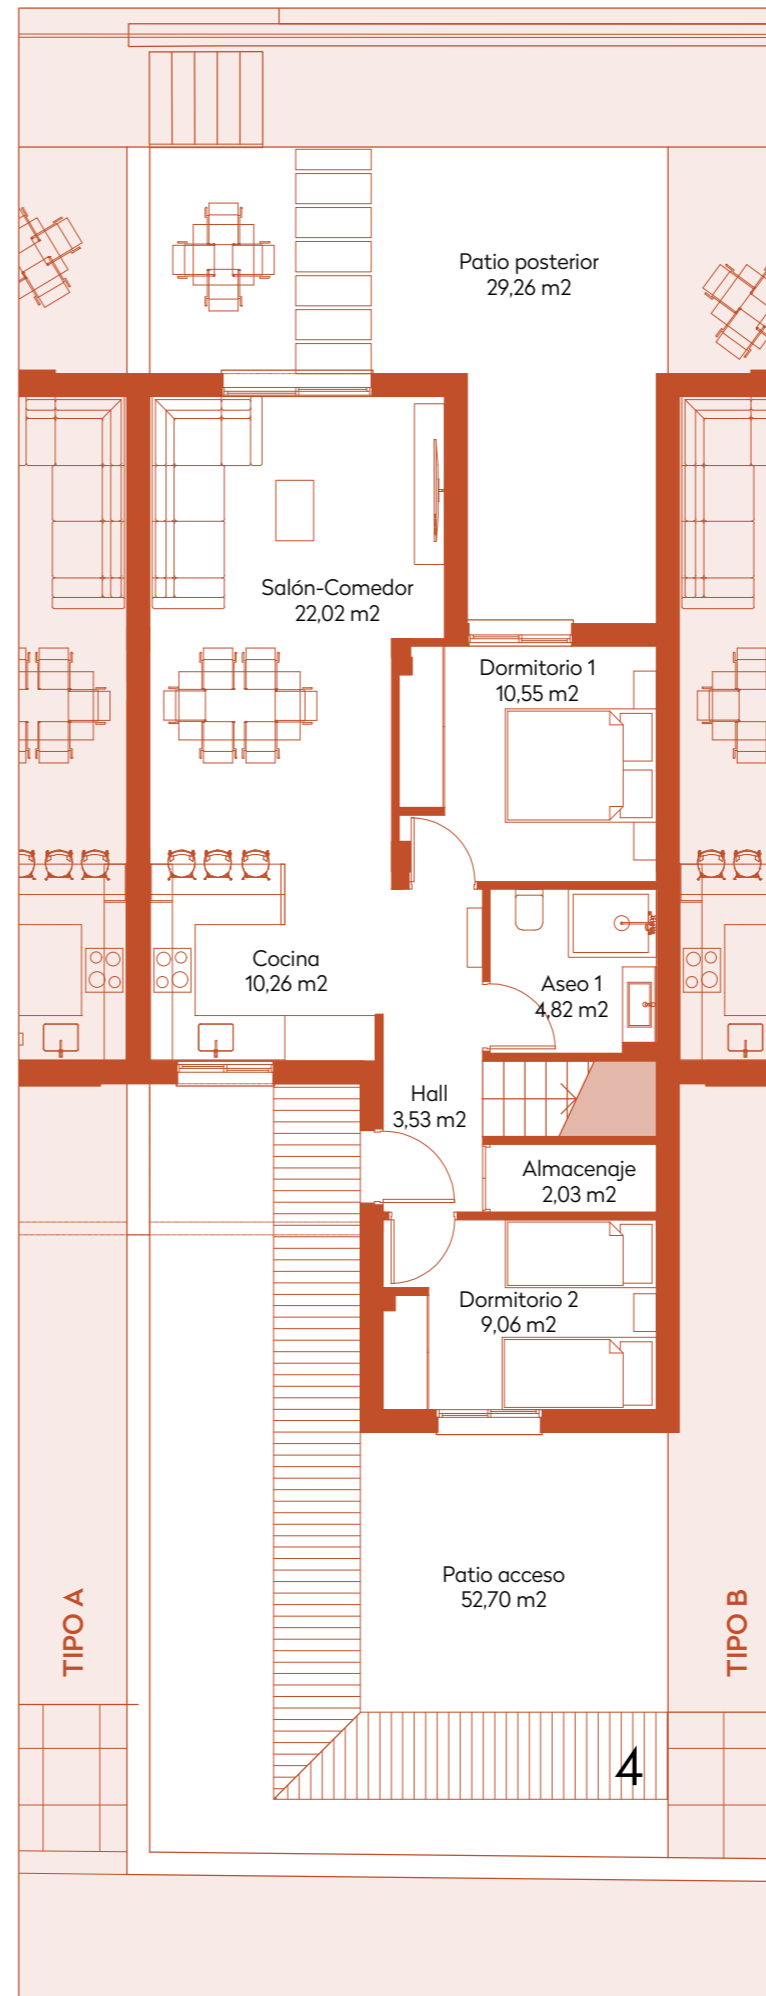 Patio posterior
29,26 m2
Salón-Comedor
22,02 m2
Dormitorio 1
10,55 m2
Cocina
10,26 m2
Aseo 1
4,82 m2
Hall
3,53 m2
Almacenaje
2,03 m2
Dormitorio 2
9,06 m2
Patio acceso
52,70 m2
TIPO A
TIPO B
4